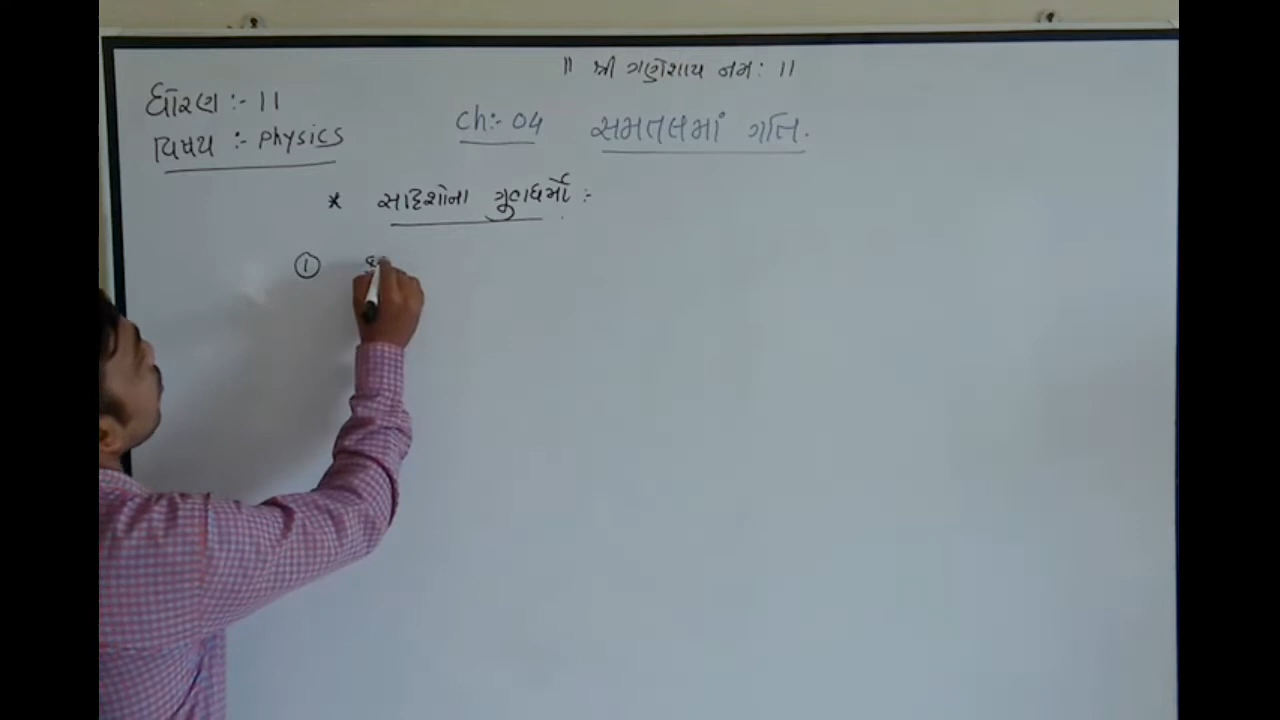 ॥ શ્રી ગણેશાય નમઃ ॥
ધોરણ :- 11
વિષય :- Physics
Ch:- 04 સમતલમાં ગતિ.
* સદિશોના ગુણધર્મો :-
①